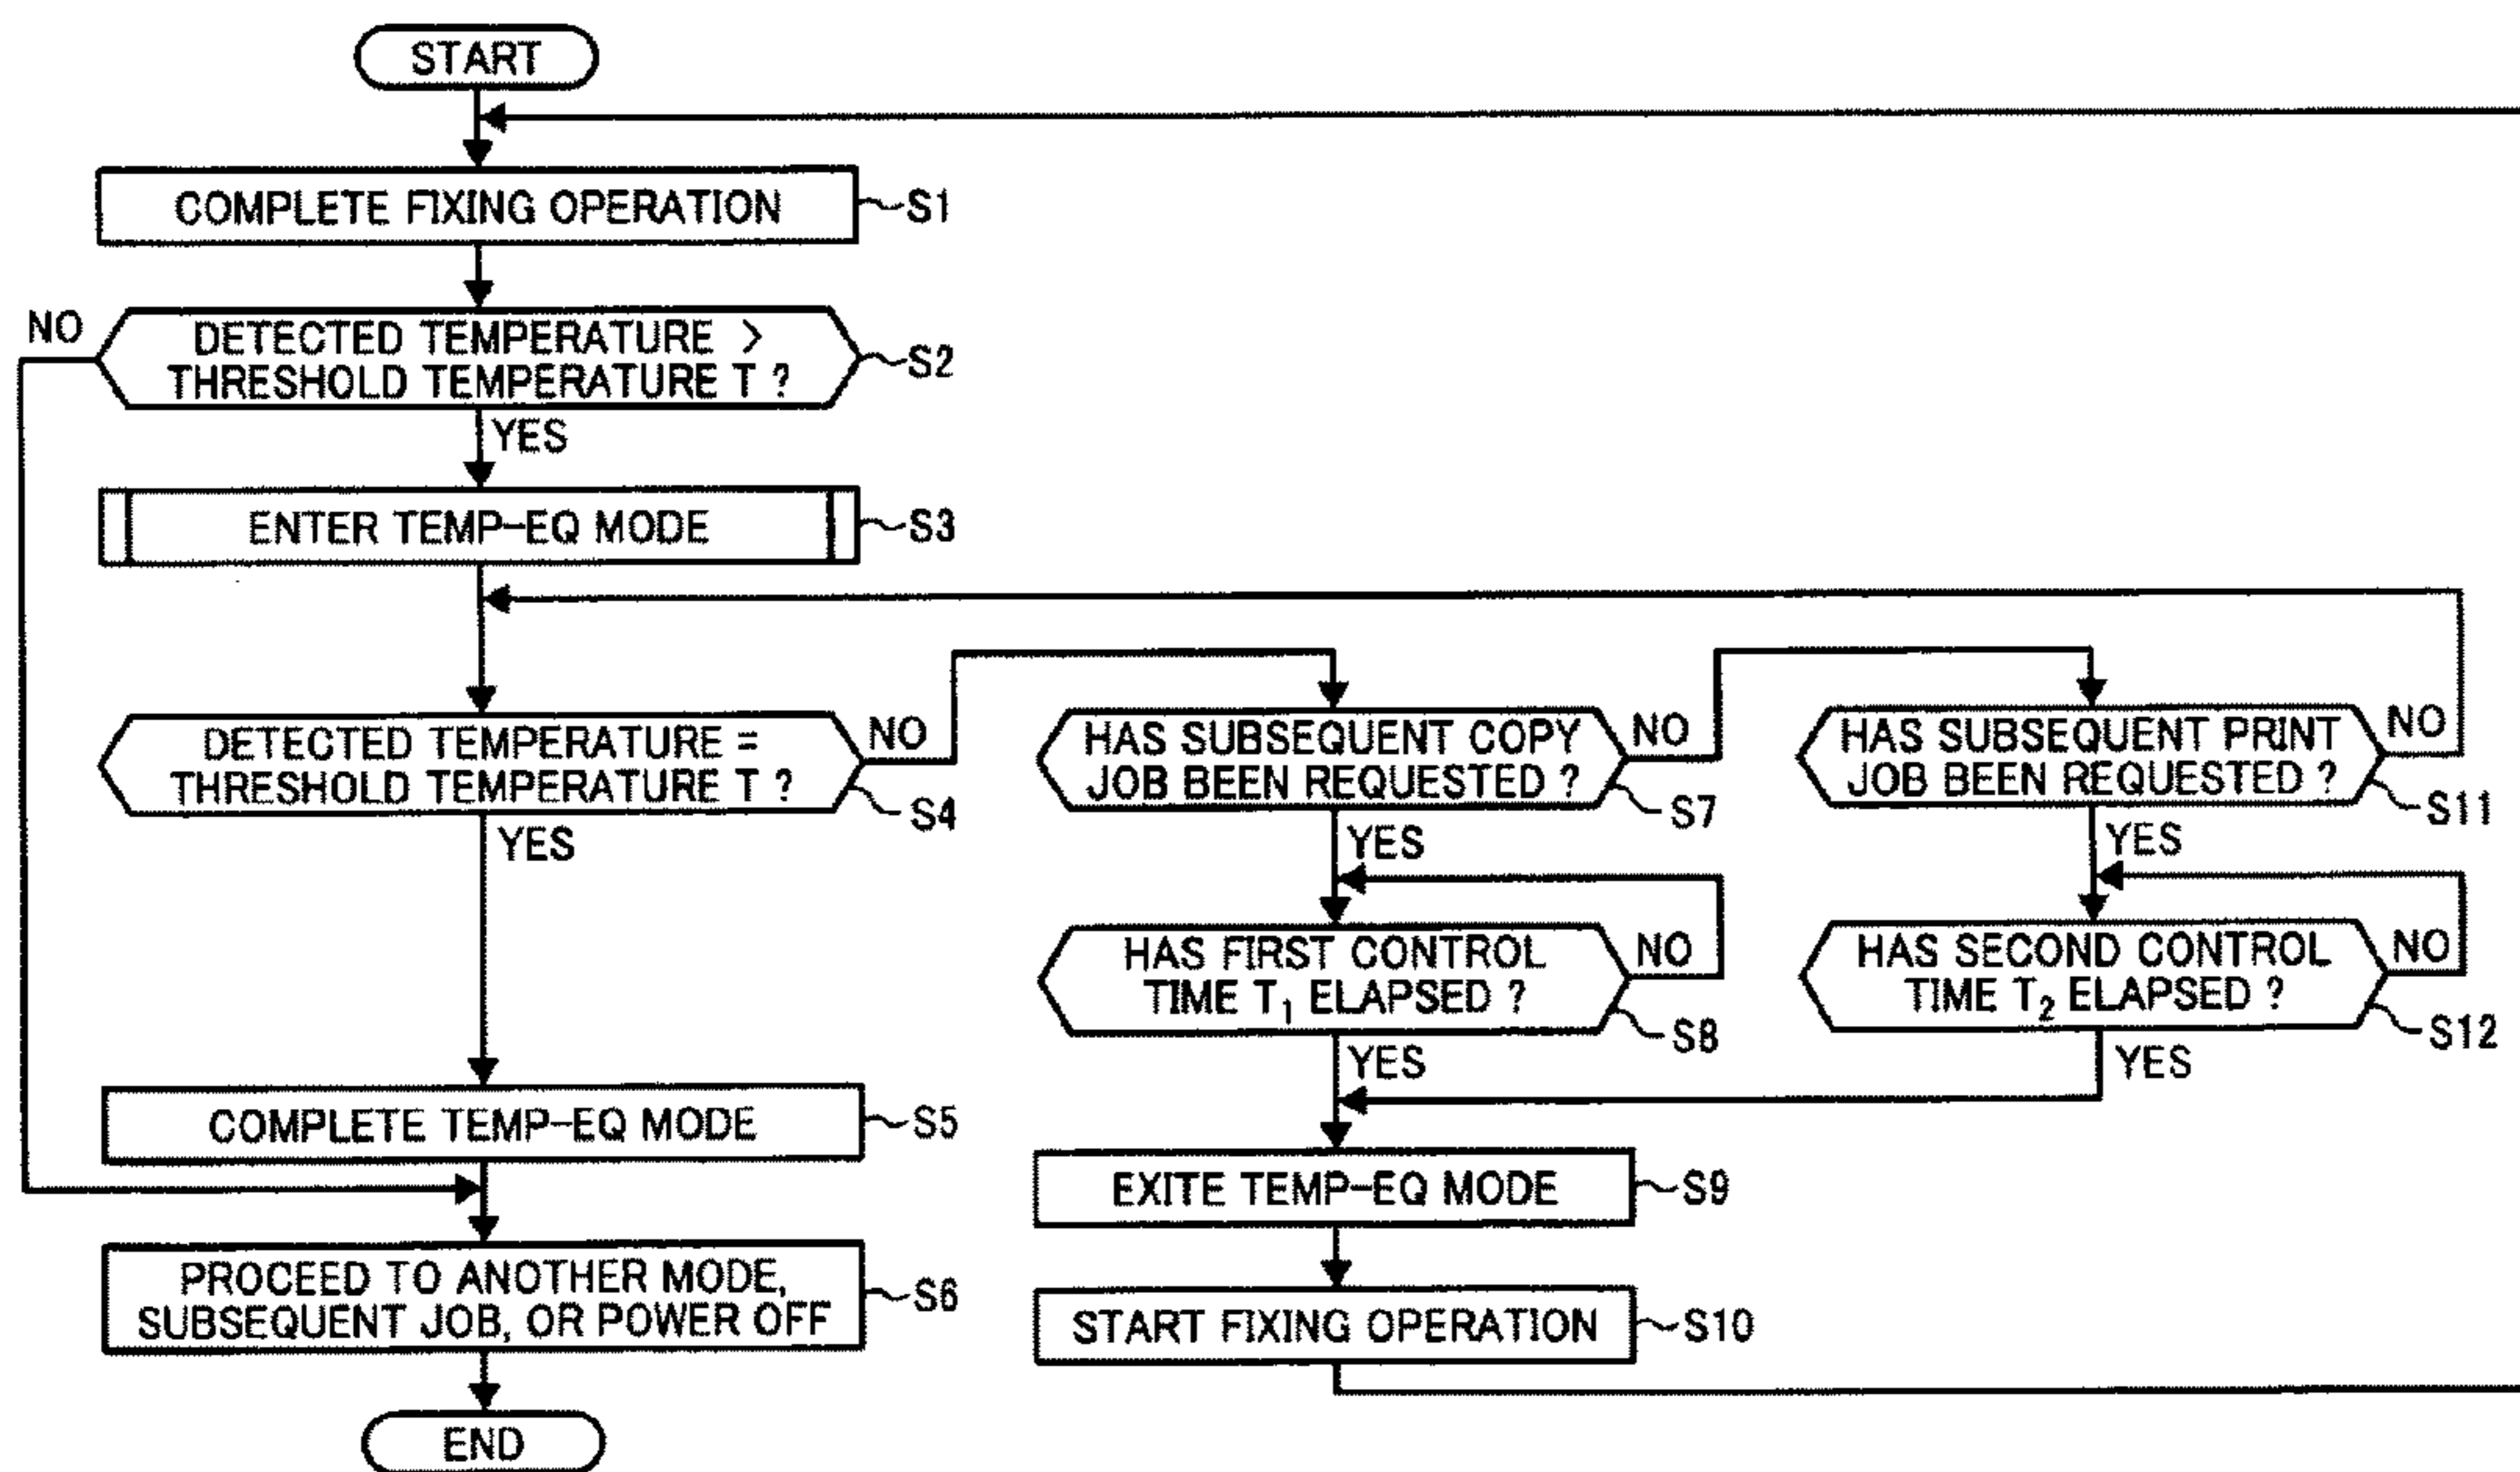 START
COMPLETE FIXING OPERATION
S1
NO
DETECTED TEMPERATURE >
THRESHOLD TEMPERATURE T ?
S2
YES
ENTER TEMP-EQ MODE
S3
DETECTED TEMPERATURE =
THRESHOLD TEMPERATURE T ?
NO
S4
YES
COMPLETE TEMP-EQ MODE
S5
PROCEED TO ANOTHER MODE,
SUBSEQUENT JOB, OR POWER OFF
S6
END
HAS SUBSEQUENT COPY
JOB BEEN REQUESTED ?
NO
S7
YES
HAS FIRST CONTROL
TIME T1 ELAPSED ?
NO
S8
YES
EXITE TEMP-EQ MODE
S9
START FIXING OPERATION
S10
HAS SUBSEQUENT PRINT
JOB BEEN REQUESTED ?
NO
S11
YES
HAS SECOND CONTROL
TIME T2 ELAPSED ?
NO
S12
YES